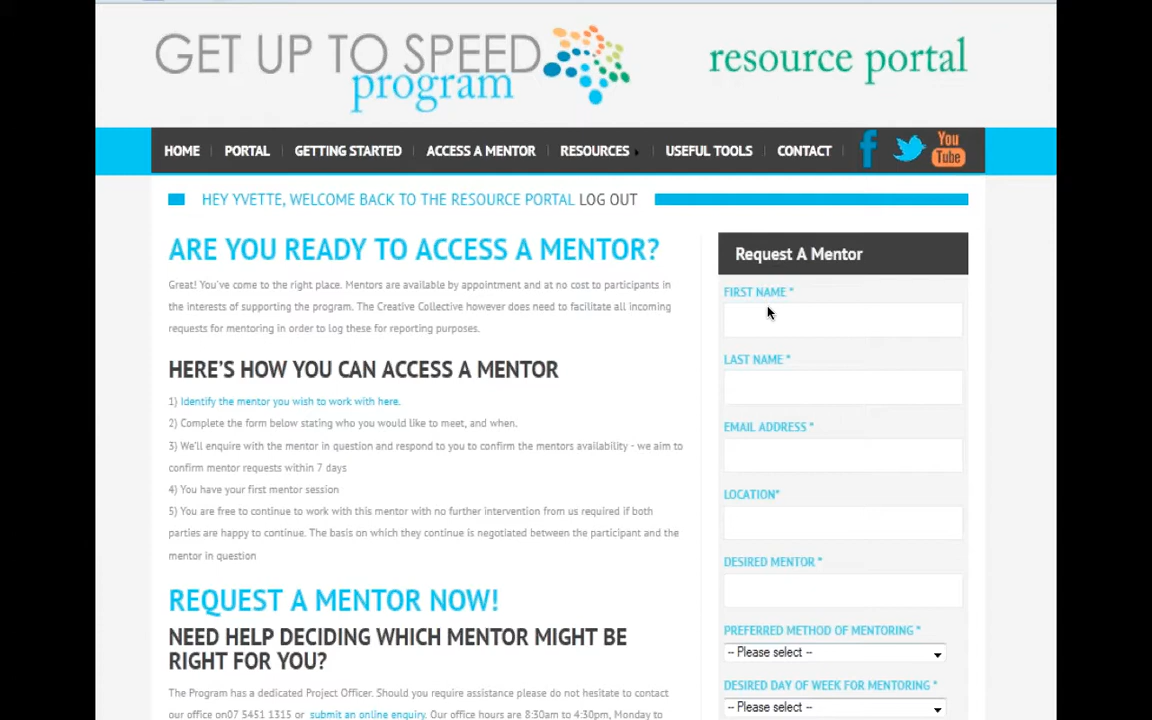 GET UP TO SPEED
program
resource portal
HOME
PORTAL
GETTING STARTED
ACCESS A MENTOR
RESOURCES
USEFUL TOOLS
CONTACT
f
You
Tube
HEY YVETTE, WELCOME BACK TO THE RESOURCE PORTAL LOG OUT
ARE YOU READY TO ACCESS A MENTOR?
Great! You've come to the right place. Mentors are available by appointment and at no cost to participants in
the interests of supporting the program. The Creative Collective however does need to facilitate all incoming
requests for mentoring in order to log these for reporting purposes.
HERE'S HOW YOU CAN ACCESS A MENTOR
1) Identify the mentor you wish to work with here.
2) Complete the form below stating who you would like to meet, and when.
3) We'll enquire with the mentor in question and respond to you to confirm the mentors availability - we aim to
confirm mentor requests within 7 days
4) You have your first mentor session
5) You are free to continue to work with this mentor with no further intervention from us required if both
parties are happy to continue. The basis on which they continue is negotiated between the participant and the
mentor in question
REQUEST A MENTOR NOW!
NEED HELP DECIDING WHICH MENTOR MIGHT BE
RIGHT FOR YOU?
The Program has a dedicated Project Officer. Should you require assistance please do not hesitate to contact
our office on07 5451 1315 or submit an online enquiry. Our office hours are 8:30am to 4:30pm, Monday to
Request A Mentor
FIRST NAME *
LAST NAME *
EMAIL ADDRESS *
LOCATION*
DESIRED MENTOR *
PREFERRED METHOD OF MENTORING *
-- Please select --
DESIRED DAY OF WEEK FOR MENTORING *
-- Please select --